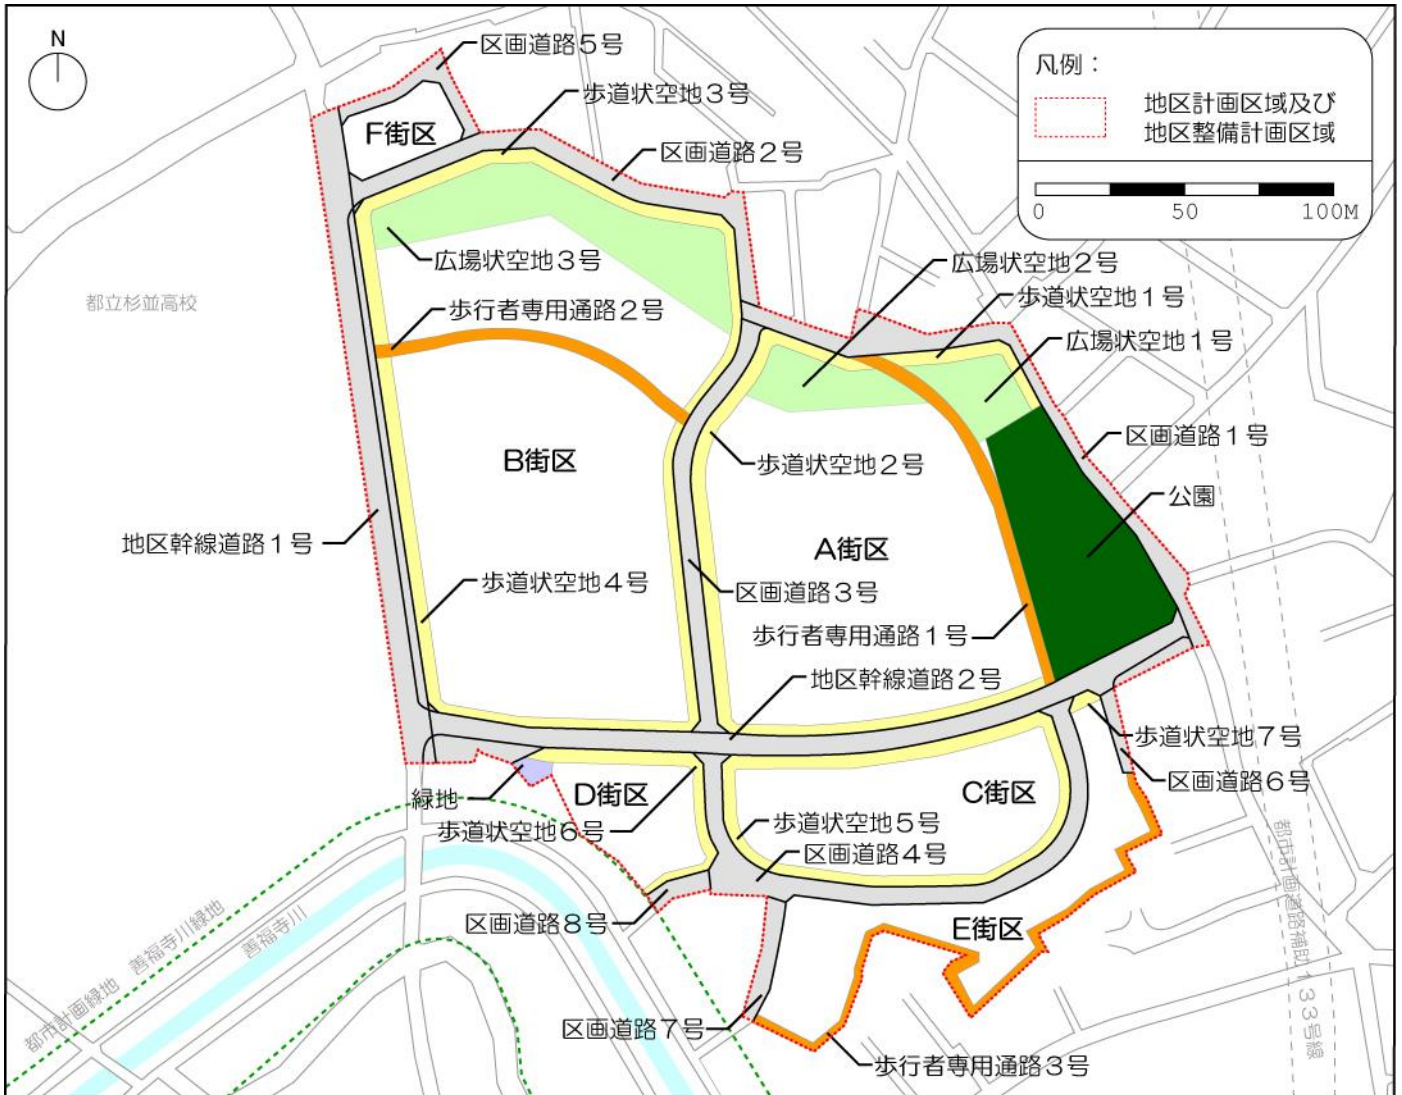 N
区画道路5号
歩道状空地3号
F街区
区画道路2号
凡例：
地区計画区域及び
地区整備計画区域
0 50 100M
広場状空地3号
広場状空地2号
歩道状空地1号
都立杉並高校
歩行者専用通路2号
広場状空地1号
区画道路1号
B街区
歩道状空地2号
公園
地区幹線道路1号
A街区
歩道状空地4号
区画道路3号
歩行者専用通路1号
地区幹線道路2号
歩道状空地7号
区画道路6号
緑地
D街区
C街区
歩道状空地6号
歩道状空地5号
区画道路4号
区画道路8号
E街区
都市計画道路補助133号線
善福寺川
都市計画緑地 善福寺川緑地
区画道路7号
歩行者専用通路3号